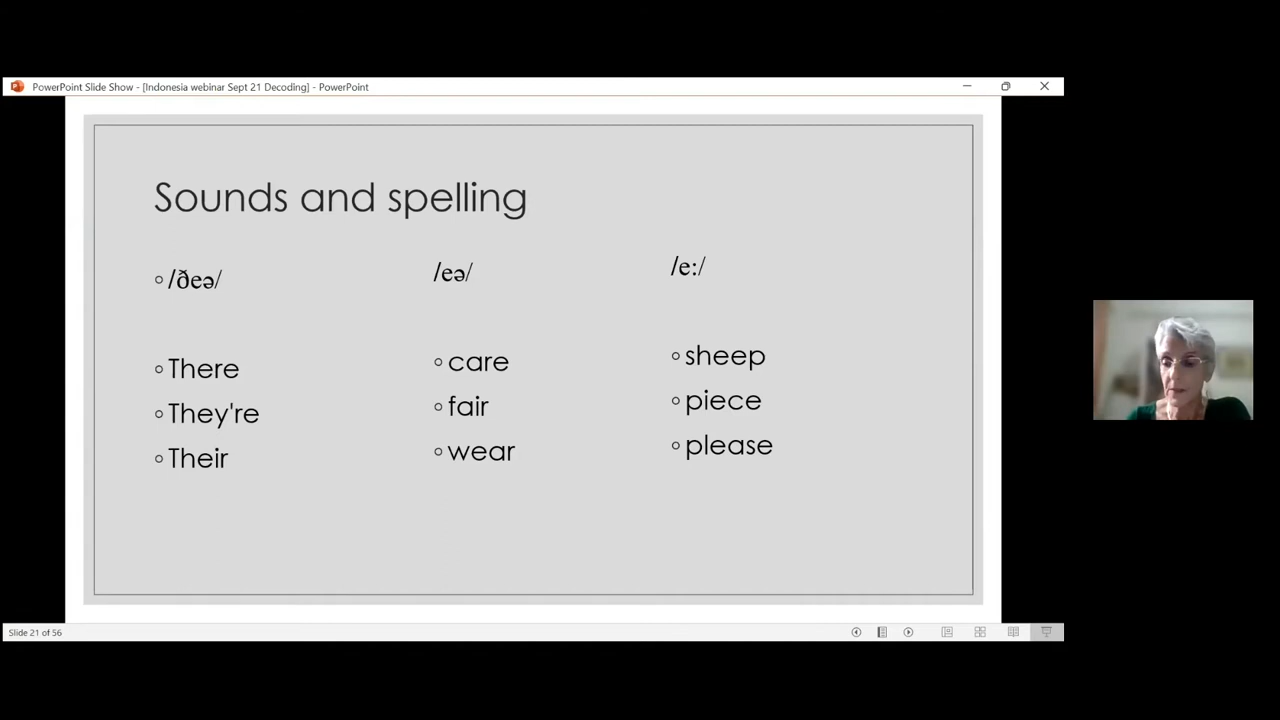 PowerPoint Slide Show - [Indonesia webinar Sept 21 Decoding] - PowerPoint
Sounds and spelling
/ðeə/
There
They're
Their
/eə/
care
fair
wear
/e:/
sheep
piece
please
Slide 21 of 56